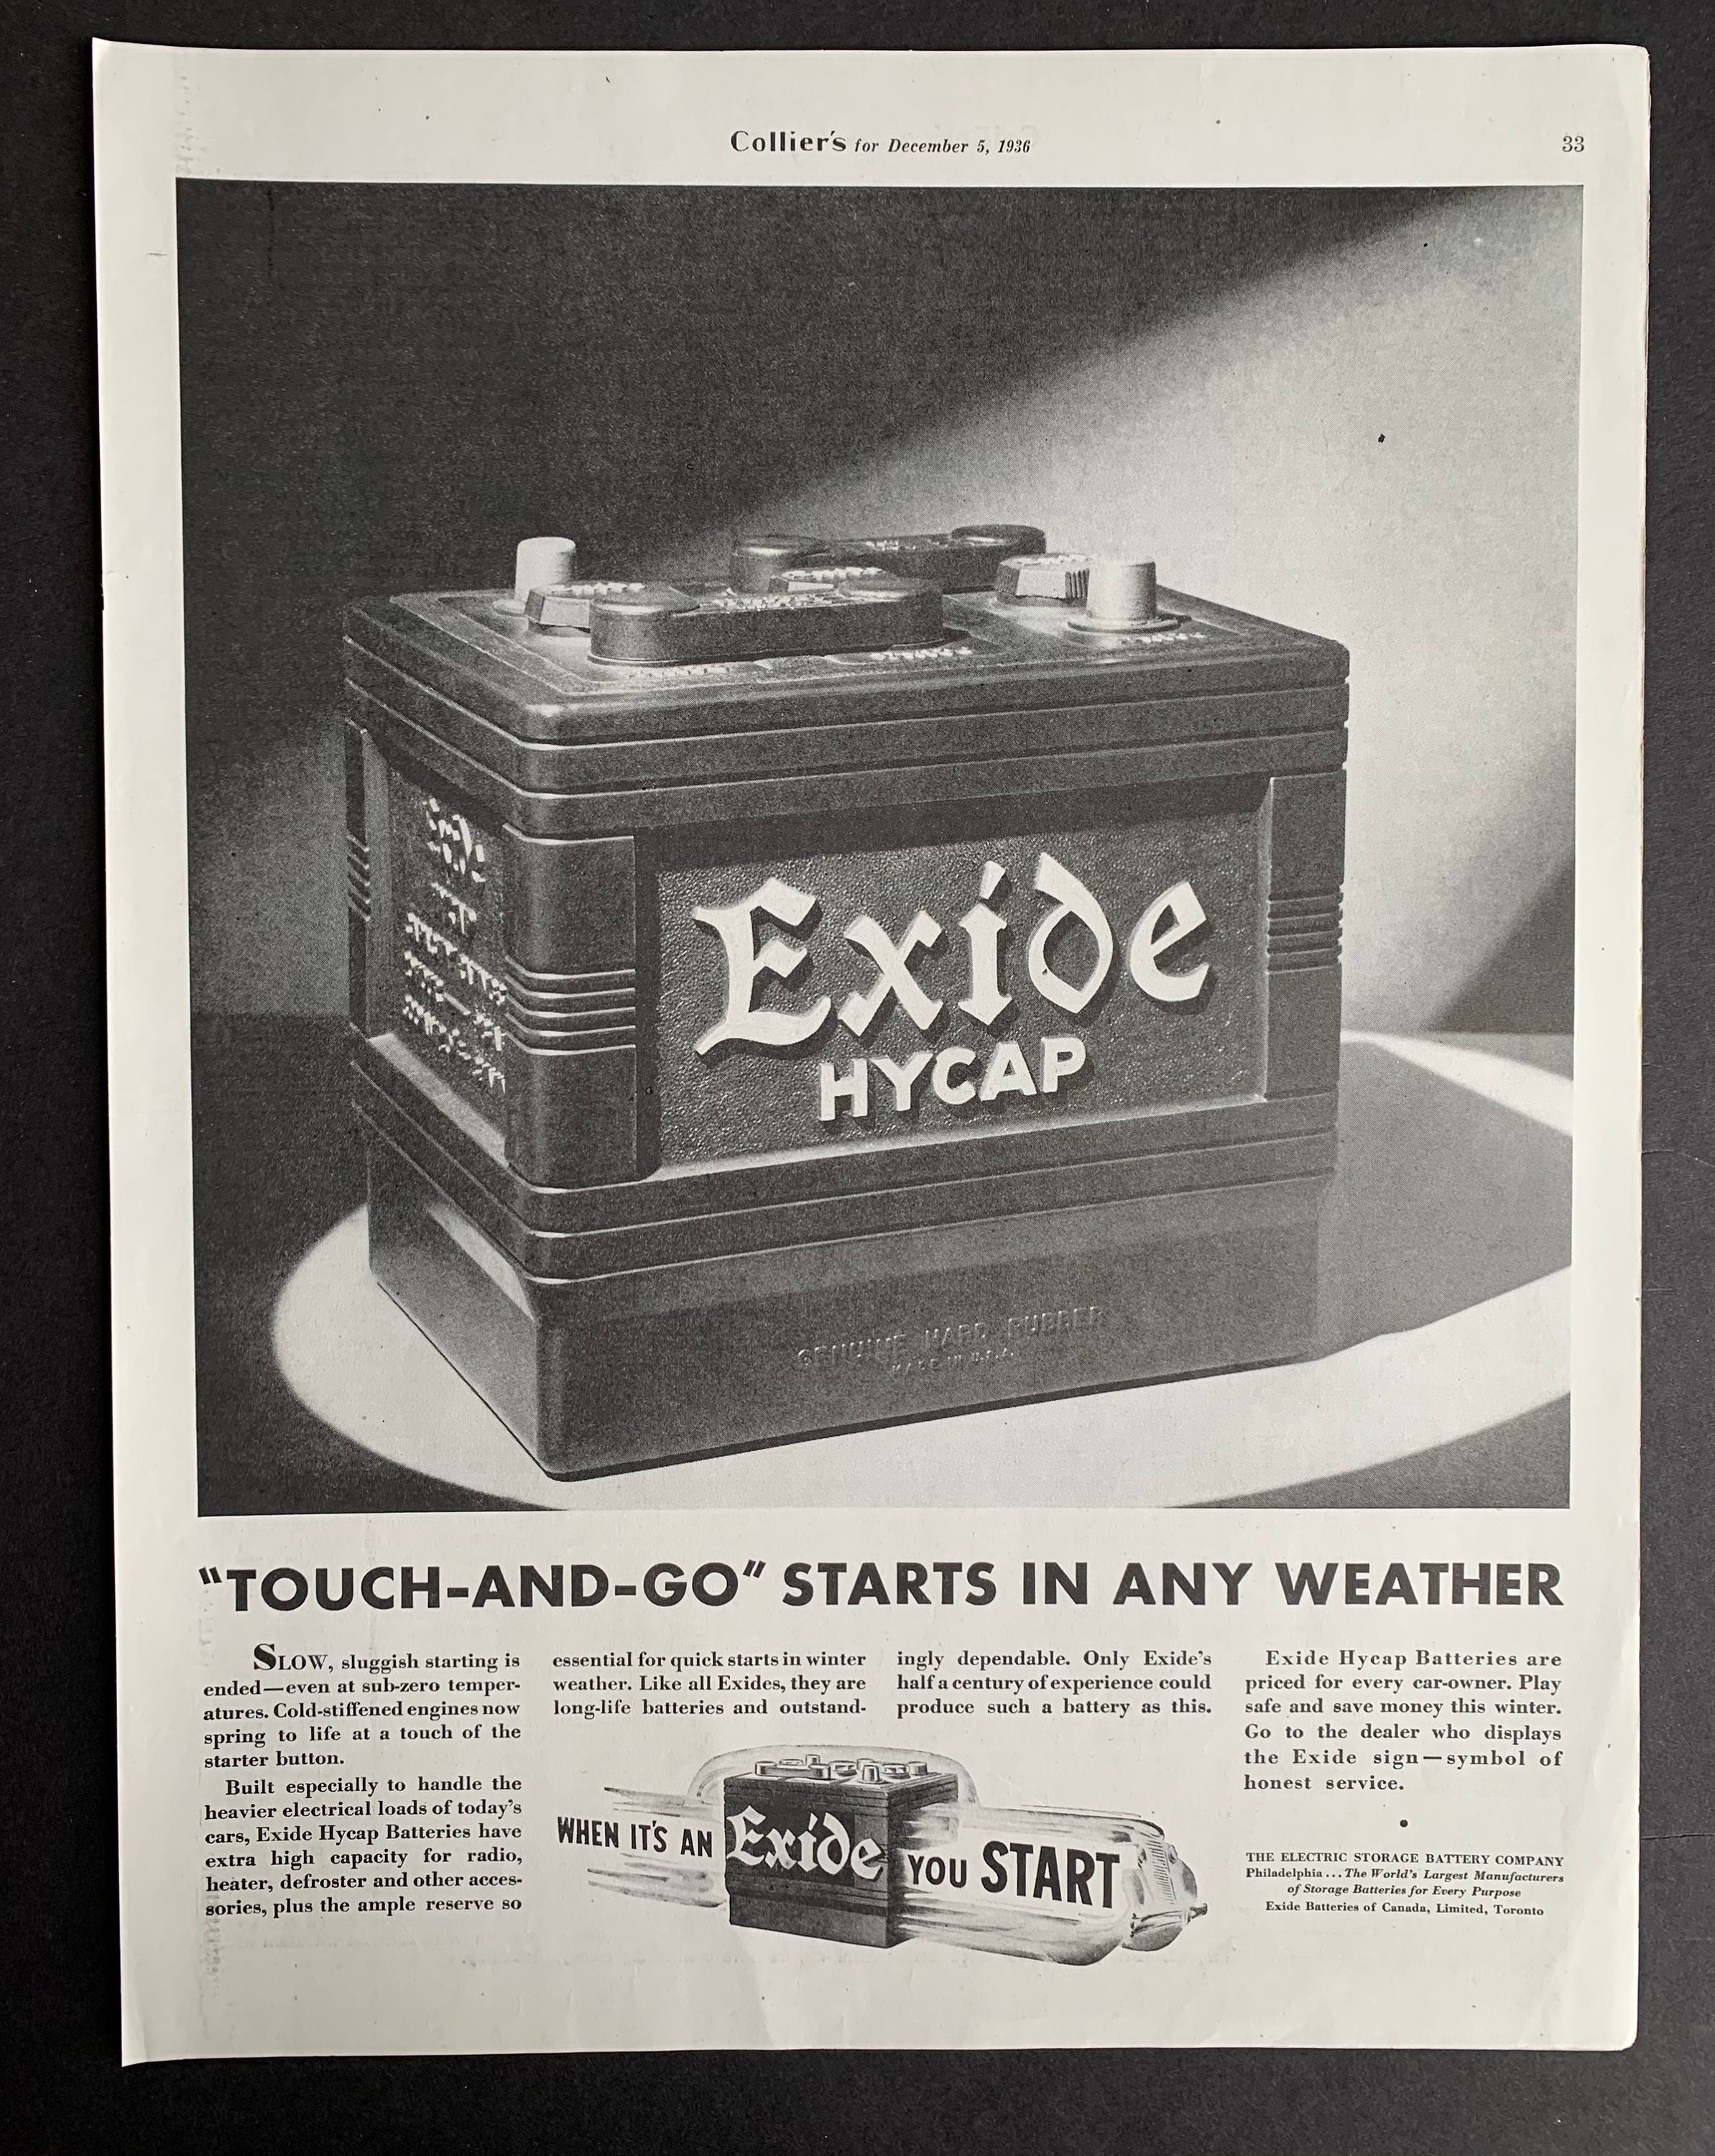 Collier's for December 5, 1936
33
Exide
HYCAP
GENUINE HARD RUBBER
MADE IN U.S.A.
"TOUCH-AND-GO" STARTS IN ANY WEATHER
SLOW, sluggish starting is
ended—even at sub-zero temper-
atures. Cold-stiffened engines now
spring to life at a touch of the
starter button.
Built especially to handle the
heavier electrical loads of today's
cars, Exide Hycap Batteries have
extra high capacity for radio,
heater, defroster and other acces-
sories, plus the ample reserve so
essential for quick starts in winter
weather. Like all Exides, they are
long-life batteries and outstand-
ingly dependable. Only Exide's
half a century of experience could
produce such a battery as this.
WHEN IT'S AN Exide YOU START
Exide Hycap Batteries are
priced for every car-owner. Play
safe and save money this winter.
Go to the dealer who displays
the Exide sign—symbol of
honest service.
THE ELECTRIC STORAGE BATTERY COMPANY
Philadelphia... The World's Largest Manufacturers
of Storage Batteries for Every Purpose
Exide Batteries of Canada, Limited, Toronto